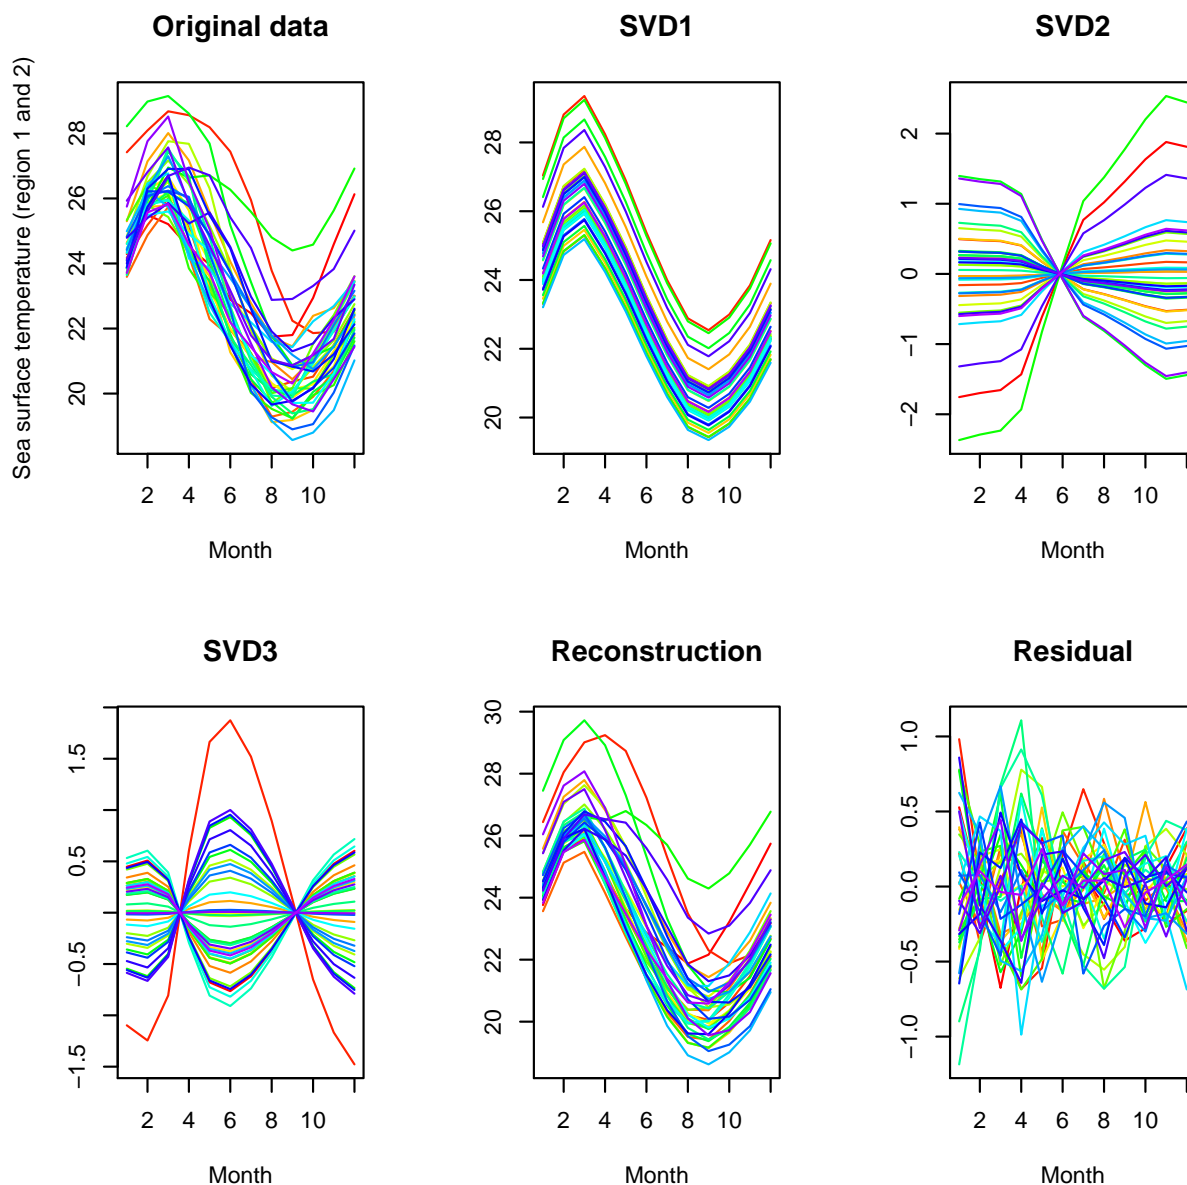 Original data
SVD1
SVD2
Sea surface temperature (region 1 and 2)
28
26
24
22
20
28
26
24
22
20
2
1
0
−1
−2
2 4 6 8 10
2 4 6 8 10
2 4 6 8 10
Month
Month
Month
SVD3
Reconstruction
Residual
1.5
0.5
−0.5
−1.5
30
28
26
24
22
20
1.0
0.5
0.0
−0.5
−1.0
2 4 6 8 10
2 4 6 8 10
2 4 6 8 10
Month
Month
Month